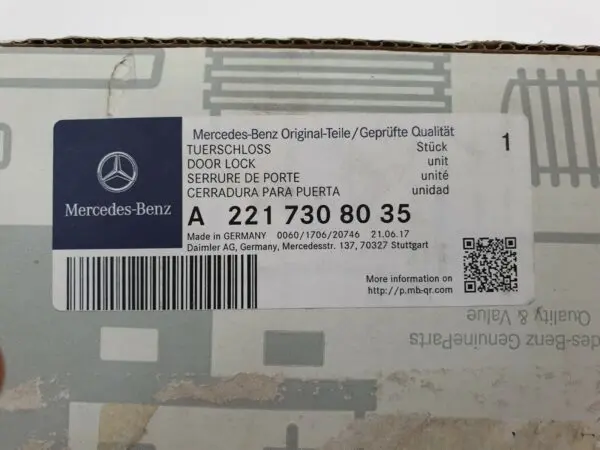 Mercedes-Benz Original-Teile/Geprüfte Qualität
TUERSCHLOSS Stück 1
DOOR LOCK unit
SERRURE DE PORTE unité
CERRADURA PARA PUERTA unidad
Mercedes-Benz
A 221 730 80 35
Made in GERMANY 0060/1706/20746 21.06.17
Daimler AG, Germany, Mercedesstr. 137, 70327 Stuttgart
More information on
http://p.mb-qr.com
Quality & Value
des-Benz GenuineParts